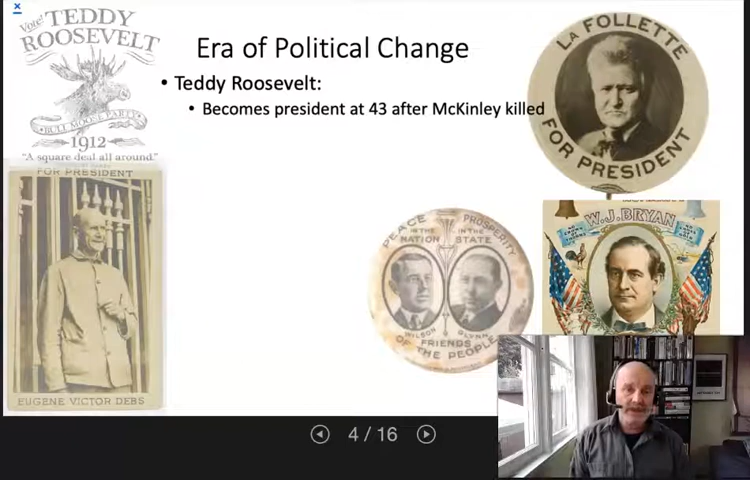 Vote!
TEDDY
ROOSEVELT
BULL MOOSE PARTY
1912
"A square deal all around."
Era of Political Change
• Teddy Roosevelt:
• Becomes president at 43 after McKinley killed
LA FOLLETTE
FOR PRESIDENT
FOR PRESIDENT
EUGENE VICTOR DEBS
PEACE PROSPERITY
IN THE IN THE
NATION STATE
WILSON GLYNN
FRIENDS
OF THE PEOPLE
W.J.BRYAN
4 / 16